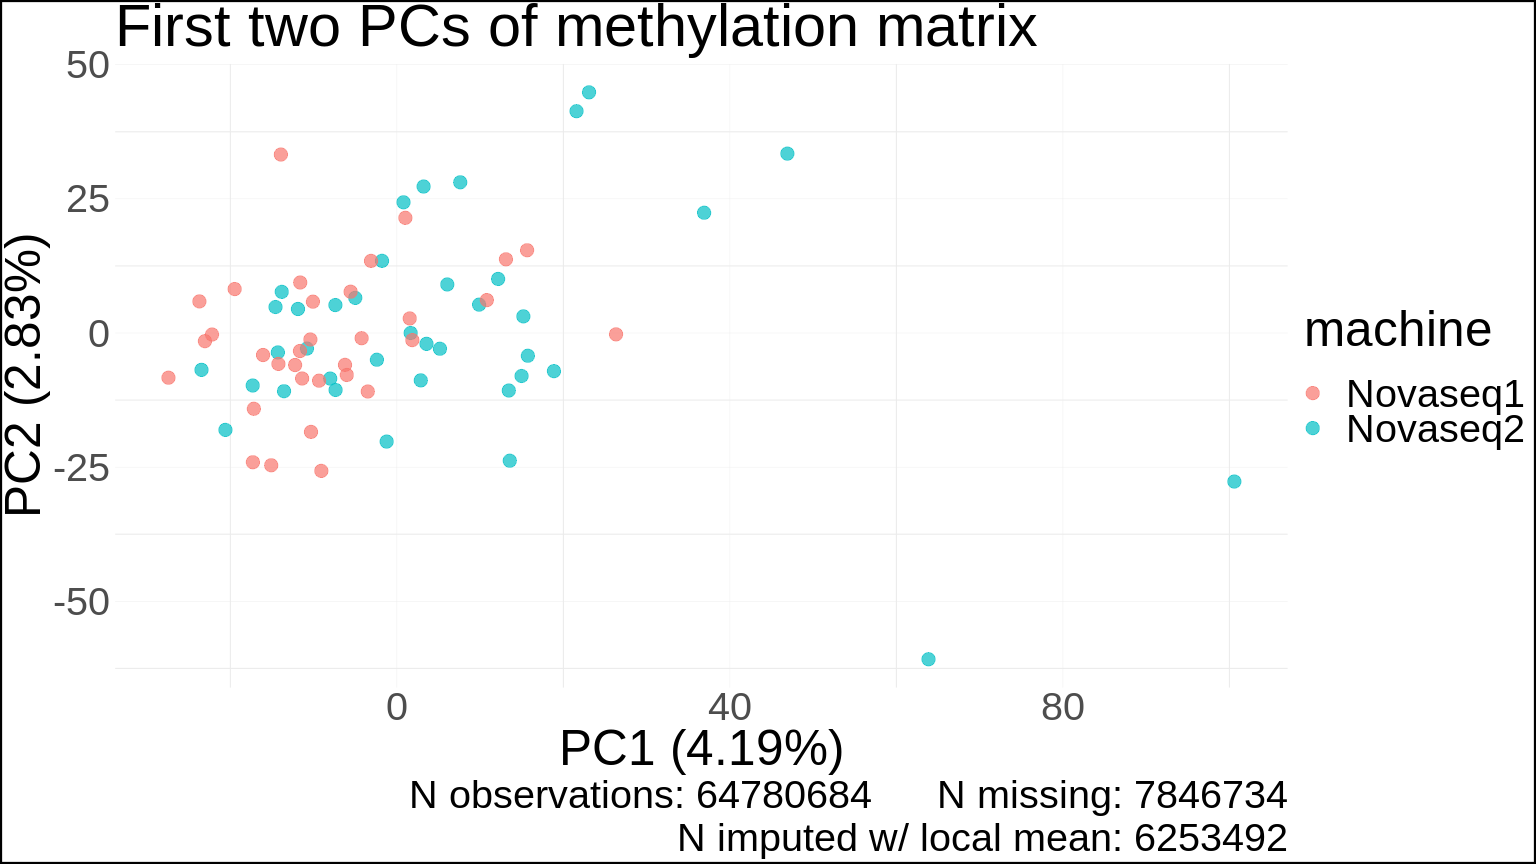 First two PCs of methylation matrix
50
25
0
-25
-50
PC2 (2.83%)
0 40 80
PC1 (4.19%)
machine
Novaseq1
Novaseq2
N observations: 64780684 N missing: 7846734
N imputed w/ local mean: 6253492